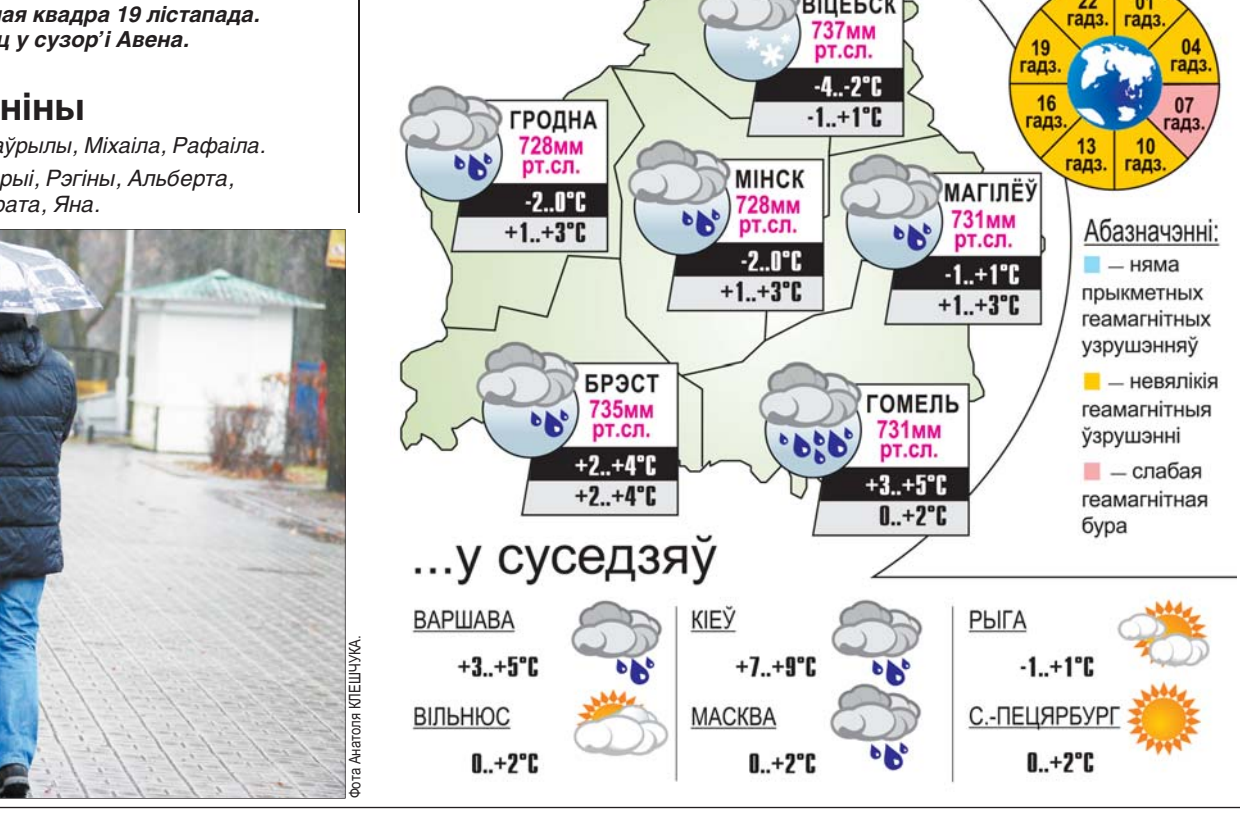 ая квадра 19 лістапада.
ц у сузор’і Авена.
ніны
аўрылы, Міхаіла, Рафаіла.
рыі, Рэгіны, Альберта,
рата, Яна.
Фота Анатоля КЛЕШЧУКА.
ВІЦЕБСК
737мм
рт.сл.
-4..-2°C
-1..+1°C
ГРОДНА
728мм
рт.сл.
-2..0°C
+1..+3°C
МІНСК
728мм
рт.сл.
-2..0°C
+1..+3°C
МАГІЛЁЎ
731мм
рт.сл.
-1..+1°C
+1..+3°C
БРЭСТ
735мм
рт.сл.
+2..+4°C
+2..+4°C
ГОМЕЛЬ
731мм
рт.сл.
+3..+5°C
0..+2°C
22
гадз.
01
гадз.
04
гадз.
07
гадз.
10
гадз.
13
гадз.
16
гадз.
19
гадз.
Абазначэнні:
— няма
прыкметных
геамагнітных
узрушэнняў
— невялікія
геамагнітныя
ўзрушэнні
— слабая
геамагнітная
бура
...у суседзяў
ВАРШАВА
+3..+5°C
ВІЛЬНЮС
0..+2°C
КІЕЎ
+7..+9°C
МАСКВА
0..+2°C
РЫГА
-1..+1°C
С.-ПЕЦЯРБУРГ
0..+2°C